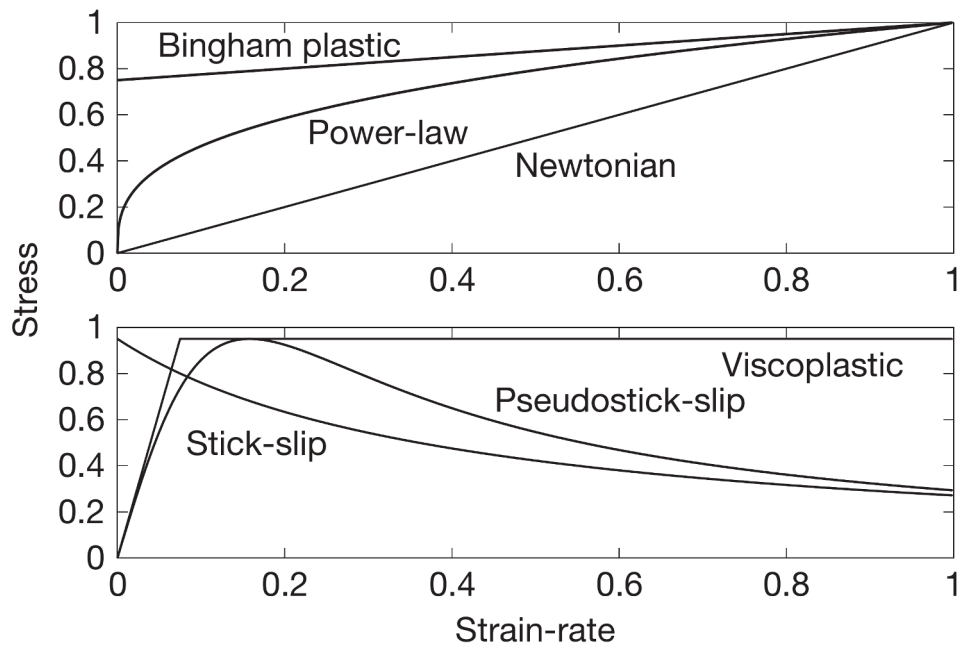 1
Bingham plastic
0.8
0.6
Power-law
Newtonian
0.4
0.2
0
0 0.2 0.4 0.6 0.8 1
Stress
1
Viscoplastic
0.8
Pseudostick-slip
0.6
Stick-slip
0.4
0.2
0
0 0.2 0.4 0.6 0.8 1
Strain-rate